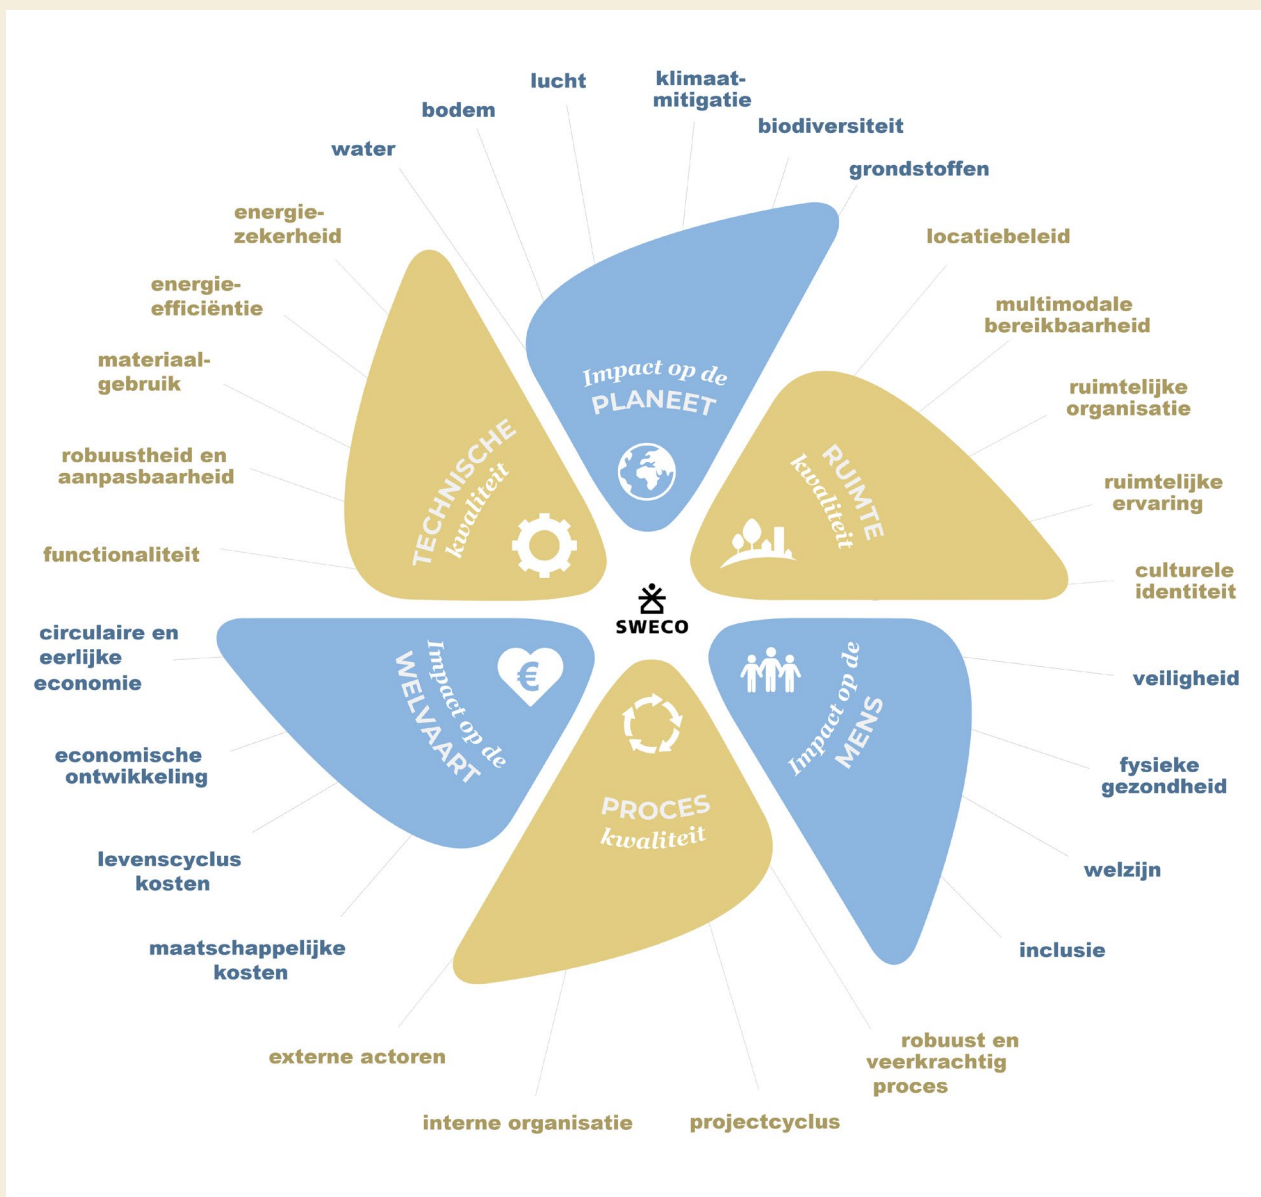 lucht
klimaat-
mitigatie
bodem
biodiversiteit
water
grondstoffen
energie-
zekerheid
locatiebeleid
energie-
efficiëntie
multimodale
bereikbaarheid
materiaal-
gebruik
ruimtelijke
organisatie
robuustheid en
aanpasbaarheid
ruimtelijke
ervaring
functionaliteit
culturele
identiteit
Impact op de
PLANEET
TECHNISCHE
kwaliteit
RUIMTE
kwaliteit
SWECO
circulaire en
eerlijke
economie
Impact op de
WELVAART
€
Impact op de
MENS
veiligheid
economische
ontwikkeling
fysieke
gezondheid
PROCES
kwaliteit
levenscyclus
kosten
welzijn
maatschappelijke
kosten
inclusie
externe actoren
robuust en
veerkrachtig
proces
interne organisatie
projectcyclus